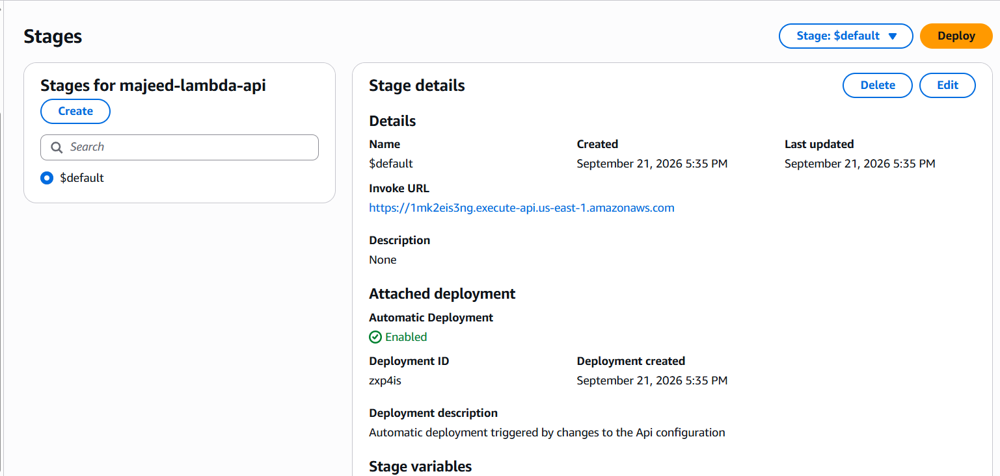 Stages
Stage: $default
Deploy
Stages for majeed-lambda-api
Create
Search
$default
Stage details
Delete
Edit
Details
Name
Created
Last updated
$default
September 21, 2026 5:35 PM
September 21, 2026 5:35 PM
Invoke URL
https://1mk2eis3ng.execute-api.us-east-1.amazonaws.com
Description
None
Attached deployment
Automatic Deployment
Enabled
Deployment ID
Deployment created
zxp4is
September 21, 2026 5:35 PM
Deployment description
Automatic deployment triggered by changes to the Api configuration
Stage variables